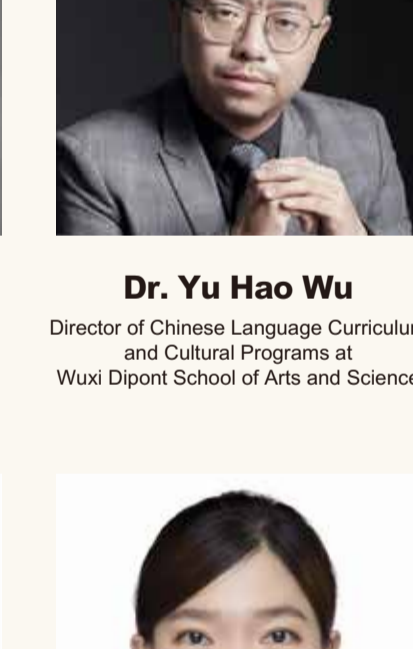 Dr. Yu Hao Wu
Director of Chinese Language Curriculu
and Cultural Programs at
Wuxi Dipont School of Arts and Science